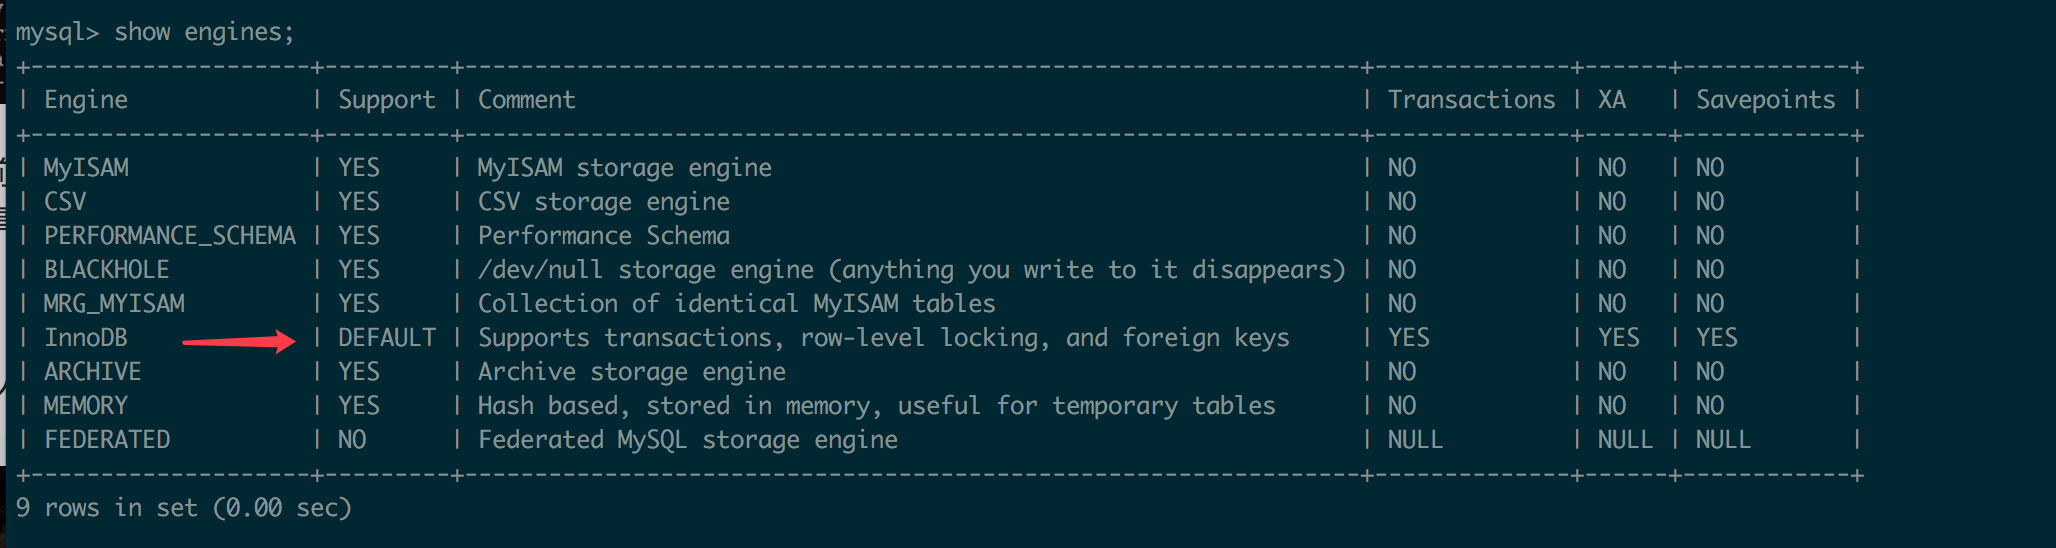 mysql> show engines;
+--------------------+---------+----------------------------------------------------------------+--------------+------+------------+
| Engine             | Support | Comment                                                        | Transactions | XA   | Savepoints |
+--------------------+---------+----------------------------------------------------------------+--------------+------+------------+
| MyISAM             | YES     | MyISAM storage engine                                          | NO           | NO   | NO         |
| CSV                | YES     | CSV storage engine                                             | NO           | NO   | NO         |
| PERFORMANCE_SCHEMA | YES     | Performance Schema                                             | NO           | NO   | NO         |
| BLACKHOLE          | YES     | /dev/null storage engine (anything you write to it disappears) | NO           | NO   | NO         |
| MRG_MYISAM         | YES     | Collection of identical MyISAM tables                          | NO           | NO   | NO         |
| InnoDB             | DEFAULT | Supports transactions, row-level locking, and foreign keys     | YES          | YES  | YES        |
| ARCHIVE            | YES     | Archive storage engine                                         | NO           | NO   | NO         |
| MEMORY             | YES     | Hash based, stored in memory, useful for temporary tables      | NO           | NO   | NO         |
| FEDERATED          | NO      | Federated MySQL storage engine                                 | NULL         | NULL | NULL       |
+--------------------+---------+----------------------------------------------------------------+--------------+------+------------+
9 rows in set (0.00 sec)